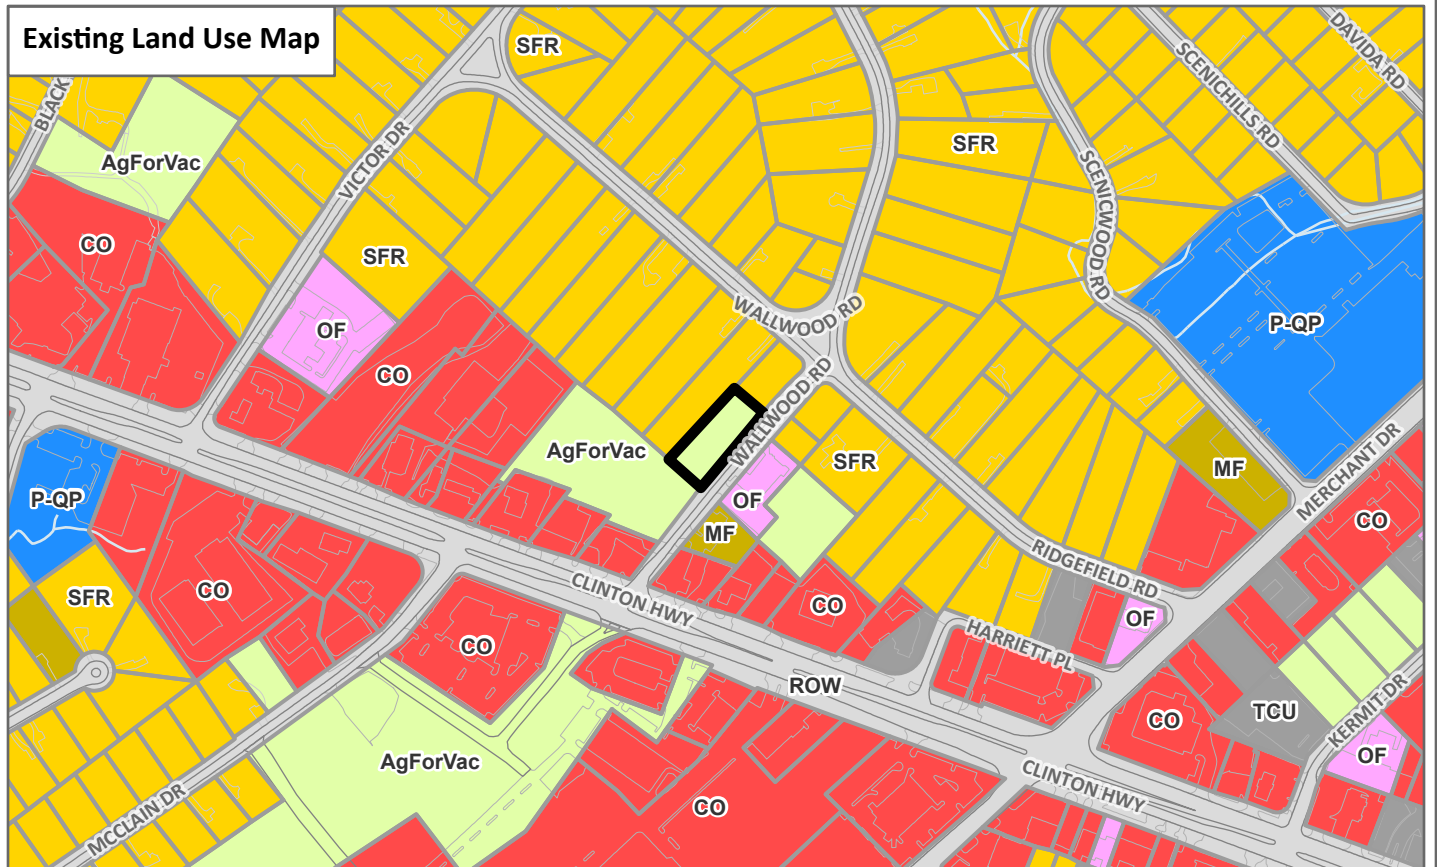 Existing Land Use Map
SFR
DAVIDA RD
SCENICHILLS RD
BLACK
AgForVac
VICTOR DR
SFR
SCENICWOOD RD
CO
SFR
OF
WALLWOOD RD
P-QP
CO
WALLWOOD RD
AgForVac
SFR
MF
MERCHANT DR
P-QP
OF
CO
MF
RIDGEFIELD RD
SFR
CO
CLINTON HWY
CO
OF
HARRIETT PL
CO
ROW
KERMIT DR
CO
TCU
AgForVac
OF
CLINTON HWY
MCCLAIN DR
CO